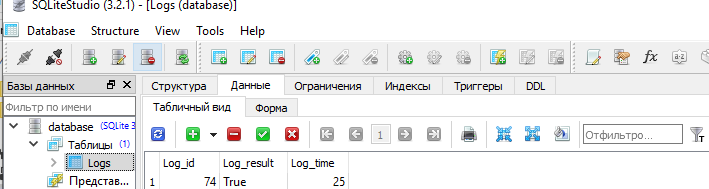 SQLiteStudio (3.2.1) - [Logs (database)]
Database Structure View Tools Help
Базы данных
Фильтр по имени
database (SQLite 3
Таблицы (1)
Logs
Представ...
Структура Данные Ограничения Индексы Триггеры DDL
Табличный вид Форма
1 Отфильтро...
Log_id Log_result Log_time
1 74 True 25